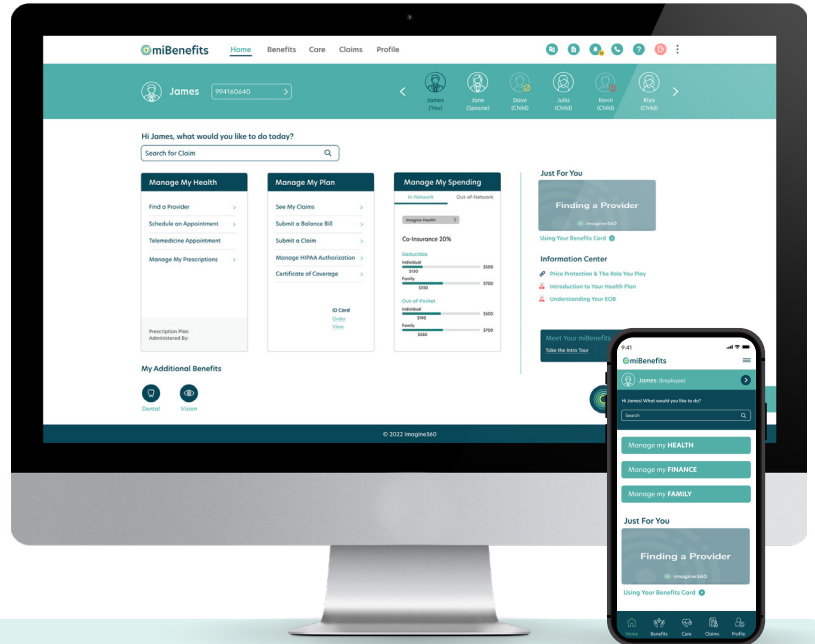 miBenefits Home Benefits Care Claims Profile
James 994160640
James (You)
Jane (Spouse)
Dave (Child)
Julia (Child)
Kevin (Child)
Riya (Child)
Hi James, what would you like to do today?
Search for Claim
Manage My Health
Find a Provider
Schedule an Appointment
Telemedicine Appointment
Manage My Prescriptions
Prescription Plan
Administered By:
Manage My Plan
See My Claims
Submit a Balance Bill
Submit a Claim
Manage HIPAA Authorization
Certificate of Coverage
ID Card
Order
View
Manage My Spending
In-Network Out-of-Network
Imagine Health
Co-Insurance 20%
Deductible
Individual
$500
Family
$700
$350
Out-of-Pocket
Individual
$500
Family
$700
$350
Just For You
Finding a Provider
imagine360
Using Your Benefits Card
Information Center
Price Protection & The Role You Play
Introduction to Your Health Plan
Understanding Your EOB
Meet Your miBenefits
Take the Intro Tour
My Additional Benefits
Dental Vision
© 2022 Imagine360
9:41
miBenefits
James (Employee)
Hi James! What would you like to do?
Search
Manage my HEALTH
Manage my FINANCE
Manage my FAMILY
Just For You
Finding a Provider
imagine360
Using Your Benefits Card
Home Benefits Care Claims Profile